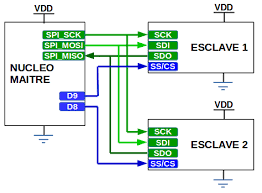 VDD
SPI_SCK
SPI_MOSI
SPI_MISO
NUCLEO
MAITRE
D9
D8
VDD
SCK
SDI
SDO
SS/CS
ESCLAVE 1
VDD
SCK
SDI
SDO
SS/CS
ESCLAVE 2